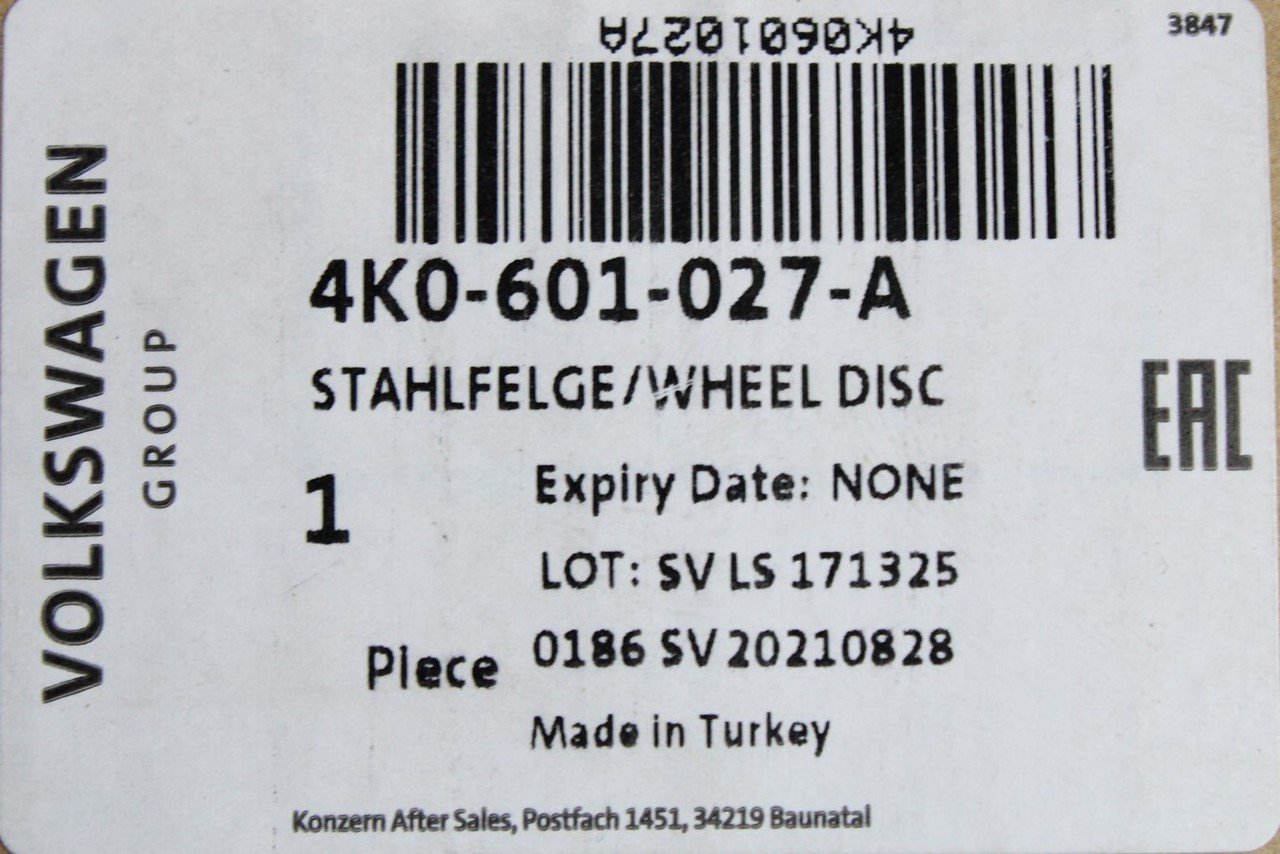 4K0601027A
3847
VOLKSWAGEN
GROUP
4K0-601-027-A
STAHLFELGE/WHEEL DISC
EAC
1
Expiry Date: NONE
LOT: SV LS 171325
Piece
0186 SV 20210828
Made in Turkey
Konzern After Sales, Postfach 1451, 34219 Baunatal